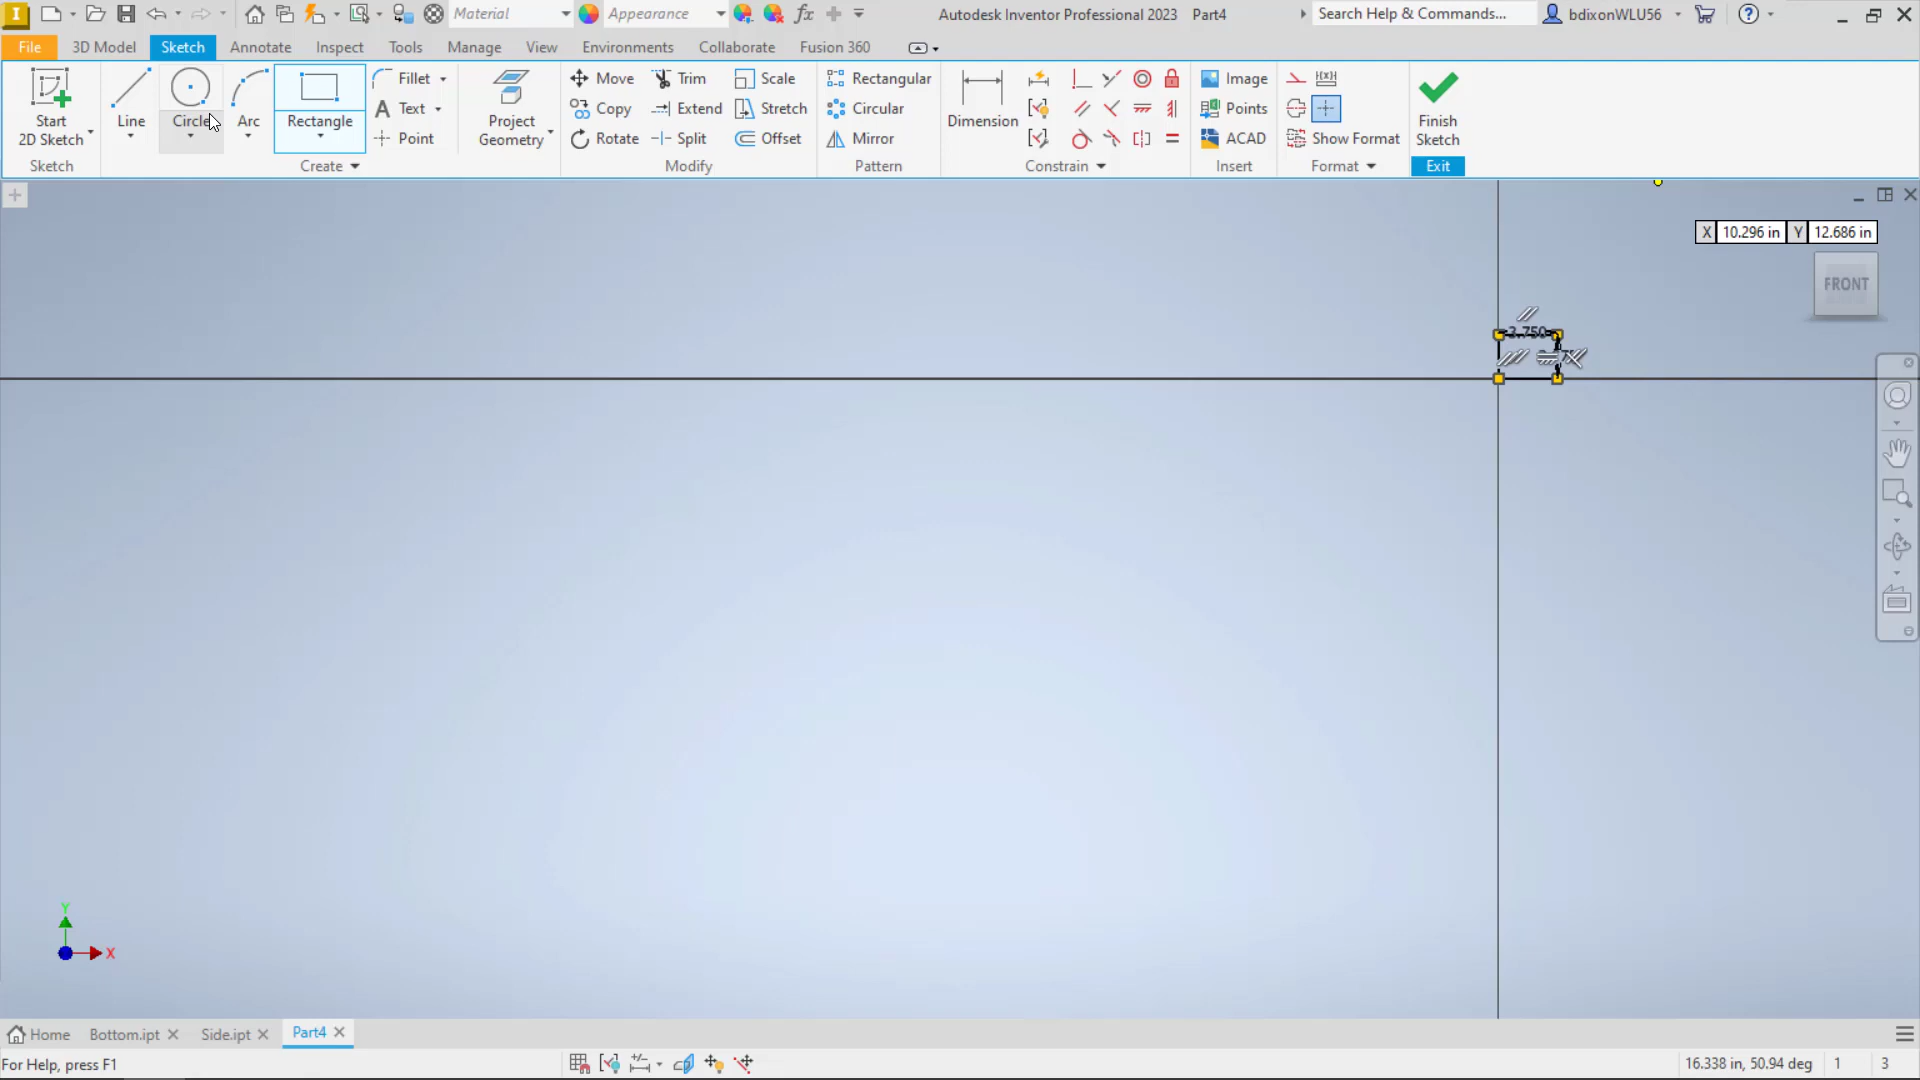 Material
Appearance
fx
Autodesk Inventor Professional 2023 Part4
Search Help & Commands...
bdixonWLU56
File
3D Model
Sketch
Annotate
Inspect
Tools
Manage
View
Environments
Collaborate
Fusion 360
Start
2D Sketch
Line
Circle
Arc
Rectangle
Fillet
Text
Point
Project
Geometry
Move
Copy
Rotate
Trim
Extend
Split
Scale
Stretch
Offset
Rectangular
Circular
Mirror
Dimension
Image
Points
ACAD
Show Format
Finish
Sketch
Sketch
Create
Modify
Pattern
Constrain
Insert
Format
Exit
X 10.296 in Y 12.686 in
FRONT
3.750
Y
X
Home
Bottom.ipt
Side.ipt
Part4
For Help, press F1
16.338 in, 50.94 deg 1 3